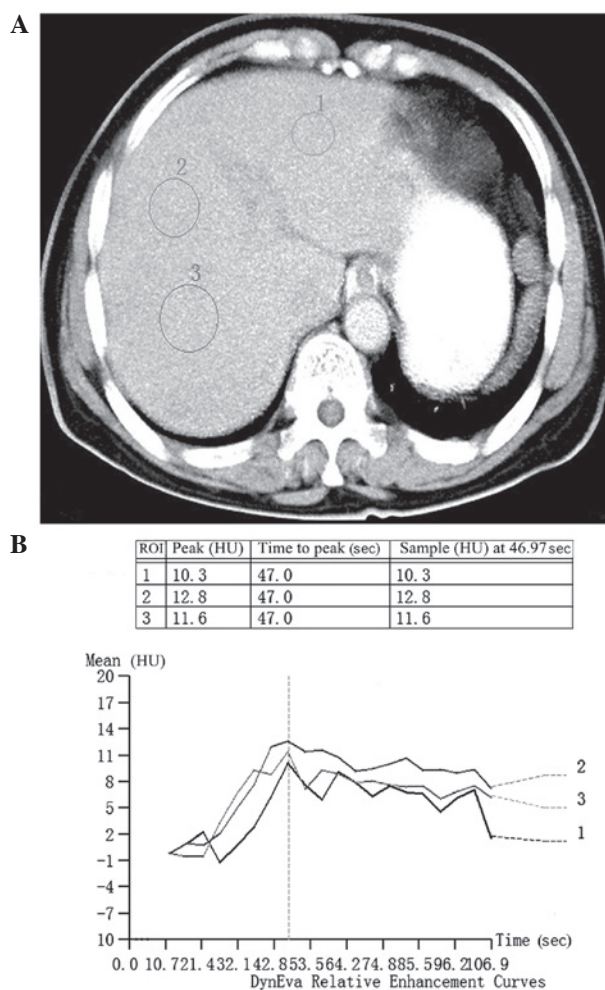 A
1
2
3
B
ROI Peak (HU) Time to peak (sec) Sample (HU) at 46.97 sec
1 10.3 47.0 10.3
2 12.8 47.0 12.8
3 11.6 47.0 11.6
Mean (HU)
20
17
14
11
8
5
2
-1
-4
-7
10
2
3
1
Time (sec)
0.0 10.721.432.142.853.564.274.885.596.2106.9
DynEva Relative Enhancement Curves